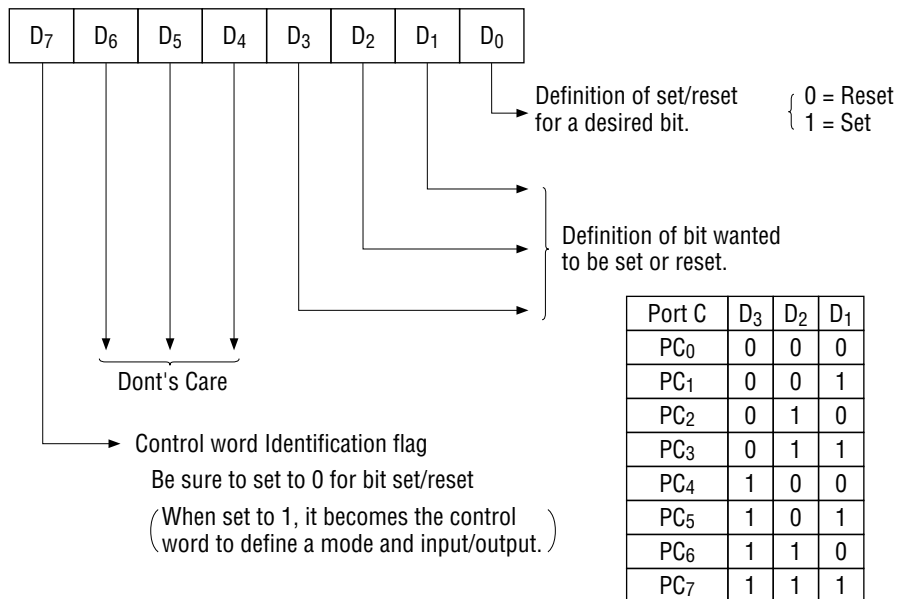 D7 D6 D5 D4 D3 D2 D1 D0
Definition of set/reset
for a desired bit.
0 = Reset
1 = Set
Definition of bit wanted
to be set or reset.
Dont's Care
Control word Identification flag
Be sure to set to 0 for bit set/reset
(When set to 1, it becomes the control
word to define a mode and input/output.)
Port C D3 D2 D1
PC0 0 0 0
PC1 0 0 1
PC2 0 1 0
PC3 0 1 1
PC4 1 0 0
PC5 1 0 1
PC6 1 1 0
PC7 1 1 1